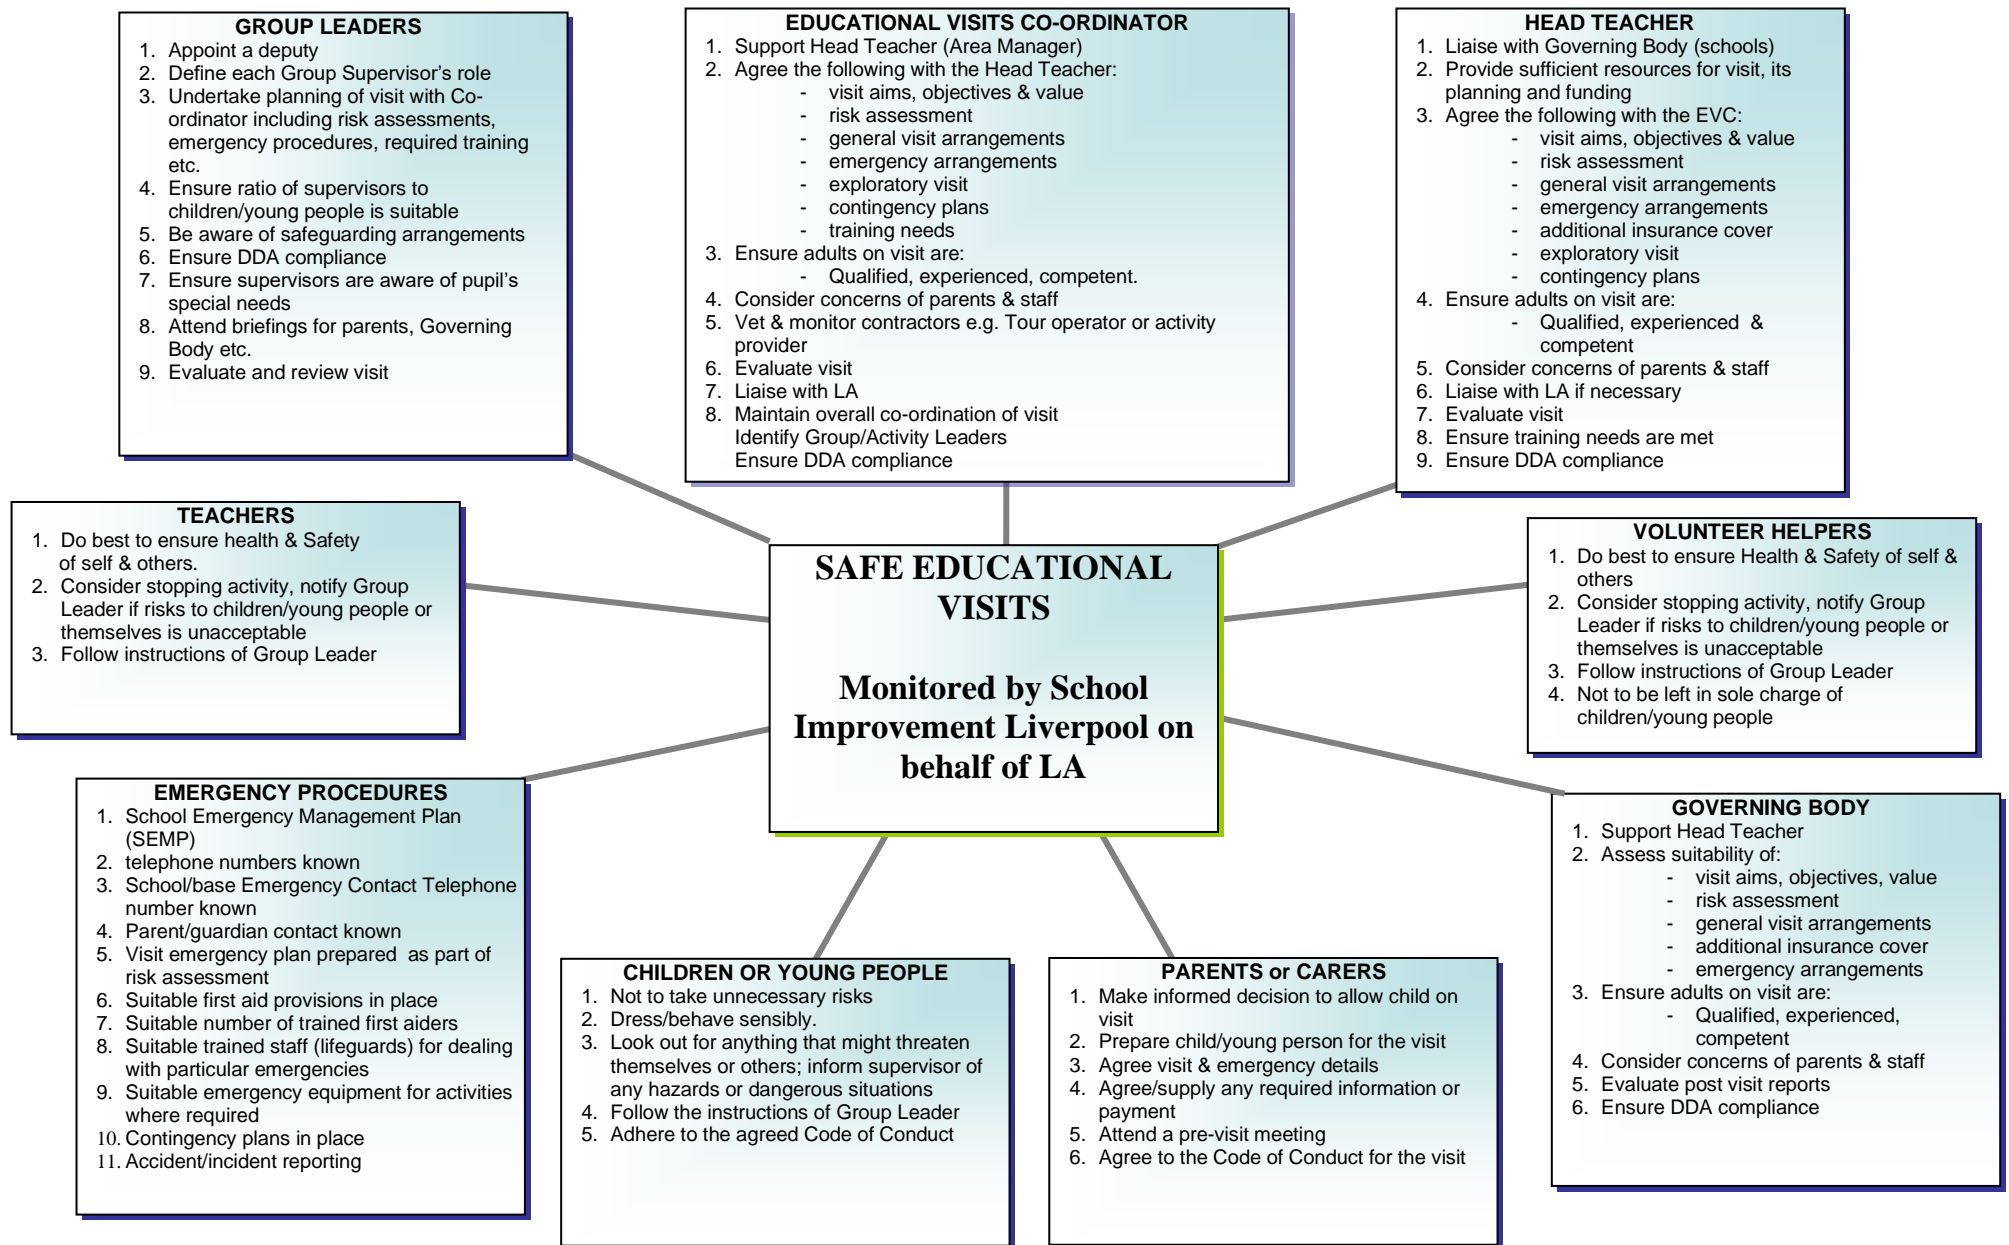 GROUP LEADERS
1. Appoint a deputy
2. Define each Group Supervisor's role
3. Undertake planning of visit with Co-
ordinator including risk assessments,
emergency procedures, required training
etc.
4. Ensure ratio of supervisors to
children/young people is suitable
5. Be aware of safeguarding arrangements
6. Ensure DDA compliance
7. Ensure supervisors are aware of pupil's
special needs
8. Attend briefings for parents, Governing
Body etc.
9. Evaluate and review visit
EDUCATIONAL VISITS CO-ORDINATOR
1. Support Head Teacher (Area Manager)
2. Agree the following with the Head Teacher:
- visit aims, objectives & value
- risk assessment
- general visit arrangements
- emergency arrangements
- exploratory visit
- contingency plans
- training needs
3. Ensure adults on visit are:
- Qualified, experienced, competent.
4. Consider concerns of parents & staff
5. Vet & monitor contractors e.g. Tour operator or activity
provider
6. Evaluate visit
7. Liaise with LA
8. Maintain overall co-ordination of visit
Identify Group/Activity Leaders
Ensure DDA compliance
HEAD TEACHER
1. Liaise with Governing Body (schools)
2. Provide sufficient resources for visit, its
planning and funding
3. Agree the following with the EVC:
- visit aims, objectives & value
- risk assessment
- general visit arrangements
- emergency arrangements
- additional insurance cover
- exploratory visit
- contingency plans
4. Ensure adults on visit are:
- Qualified, experienced &
competent
5. Consider concerns of parents & staff
6. Liaise with LA if necessary
7. Evaluate visit
8. Ensure training needs are met
9. Ensure DDA compliance
TEACHERS
1. Do best to ensure health & Safety
of self & others.
2. Consider stopping activity, notify Group
Leader if risks to children/young people or
themselves is unacceptable
3. Follow instructions of Group Leader
SAFE EDUCATIONAL
VISITS
Monitored by School
Improvement Liverpool on
behalf of LA
VOLUNTEER HELPERS
1. Do best to ensure Health & Safety of self &
others
2. Consider stopping activity, notify Group
Leader if risks to children/young people or
themselves is unacceptable
3. Follow instructions of Group Leader
4. Not to be left in sole charge of
children/young people
EMERGENCY PROCEDURES
1. School Emergency Management Plan
(SEMP)
2. telephone numbers known
3. School/base Emergency Contact Telephone
number known
4. Parent/guardian contact known
5. Visit emergency plan prepared as part of
risk assessment
6. Suitable first aid provisions in place
7. Suitable number of trained first aiders
8. Suitable trained staff (lifeguards) for dealing
with particular emergencies
9. Suitable emergency equipment for activities
where required
10. Contingency plans in place
11. Accident/incident reporting
CHILDREN OR YOUNG PEOPLE
1. Not to take unnecessary risks
2. Dress/behave sensibly.
3. Look out for anything that might threaten
themselves or others; inform supervisor of
any hazards or dangerous situations
4. Follow the instructions of Group Leader
5. Adhere to the agreed Code of Conduct
PARENTS or CARERS
1. Make informed decision to allow child on
visit
2. Prepare child/young person for the visit
3. Agree visit & emergency details
4. Agree/supply any required information or
payment
5. Attend a pre-visit meeting
6. Agree to the Code of Conduct for the visit
GOVERNING BODY
1. Support Head Teacher
2. Assess suitability of:
- visit aims, objectives, value
- risk assessment
- general visit arrangements
- additional insurance cover
- emergency arrangements
3. Ensure adults on visit are:
- Qualified, experienced,
competent
4. Consider concerns of parents & staff
5. Evaluate post visit reports
6. Ensure DDA compliance